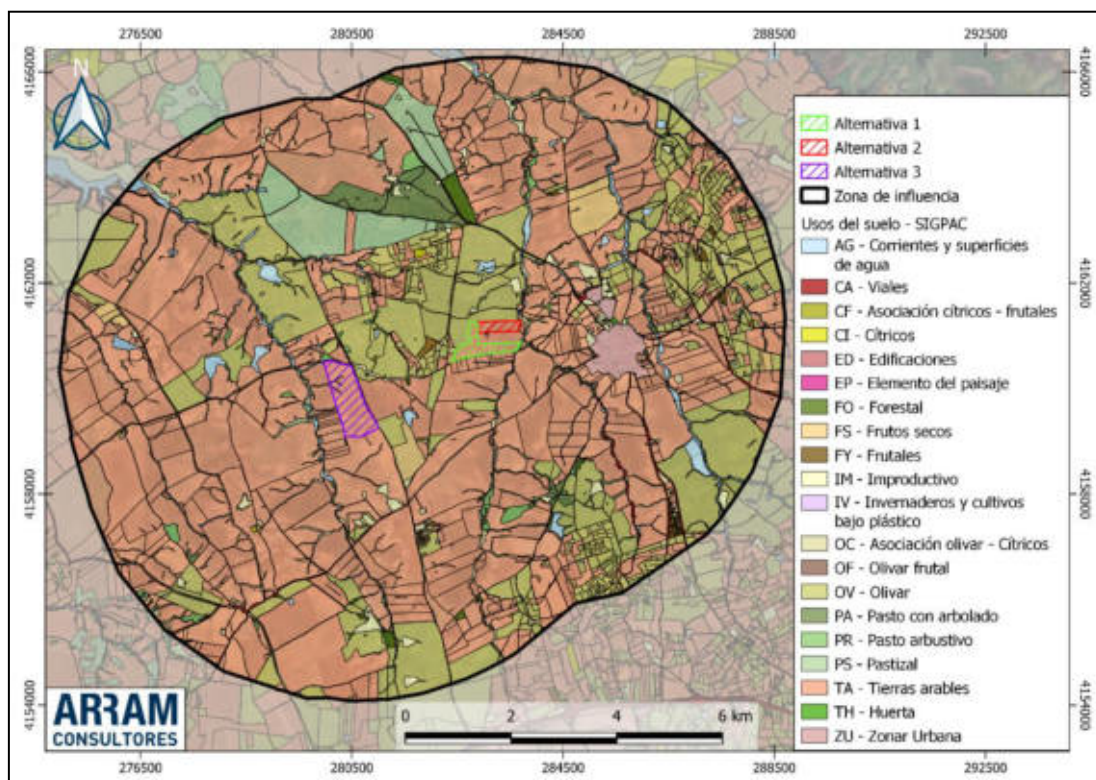 276500 280500 284500 288500 292500
4166000
4166000
N
Alternativa 1
Alternativa 2
Alternativa 3
Zona de influencia
Usos del suelo - SIGPAC
AG - Corrientes y superficies
de agua
4162000
4162000
CA - Viales
CF - Asociación cítricos - frutales
CI - Cítricos
ED - Edificaciones
EP - Elemento del paisaje
FO - Forestal
FS - Frutos secos
FY - Frutales
IM - Improductivo
4158000
4158000
IV - Invernaderos y cultivos
bajo plástico
OC - Asociación olivar - Cítricos
OF - Olivar frutal
OV - Olivar
PA - Pasto con arbolado
PR - Pasto arbustivo
PS - Pastizal
TA - Tierras arables
TH - Huerta
ZU - Zonar Urbana
4154000
4154000
ARRAM
CONSULTORES
0 2 4 6 km
276500 280500 284500 288500 292500